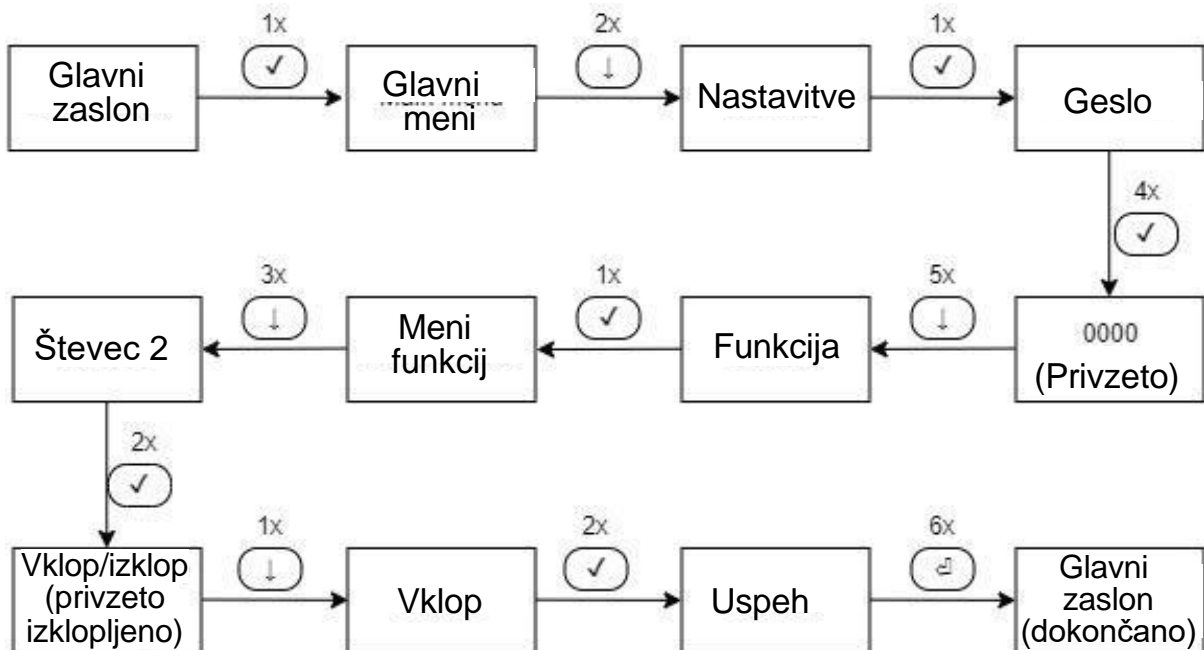 1x
✓
2x
↓
1x
✓
Glavni
zaslon
Glavni
meni
Nastavitve
Geslo
4x
✓
3x
↓
1x
✓
5x
↓
Števec 2
Meni
funkcij
Funkcija
0000
(Privzeto)
2x
✓
1x
↓
2x
✓
6x
⏎
Vklop/izklop
(privzeto
izklopljeno)
Vklop
Uspeh
Glavni
zaslon
(dokončano)